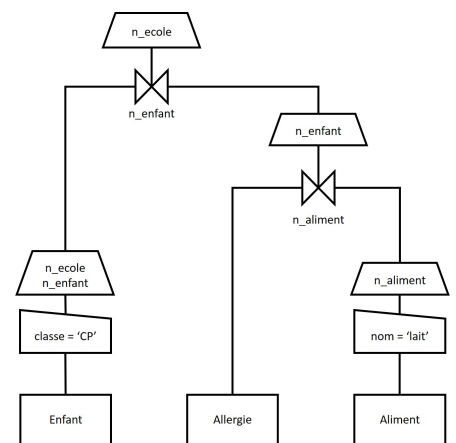 n_ecole
n_enfant
n_enfant
n_aliment
n_ecole
n_enfant
n_aliment
classe = ‘CP’
nom = ‘lait’
Enfant
Allergie
Aliment